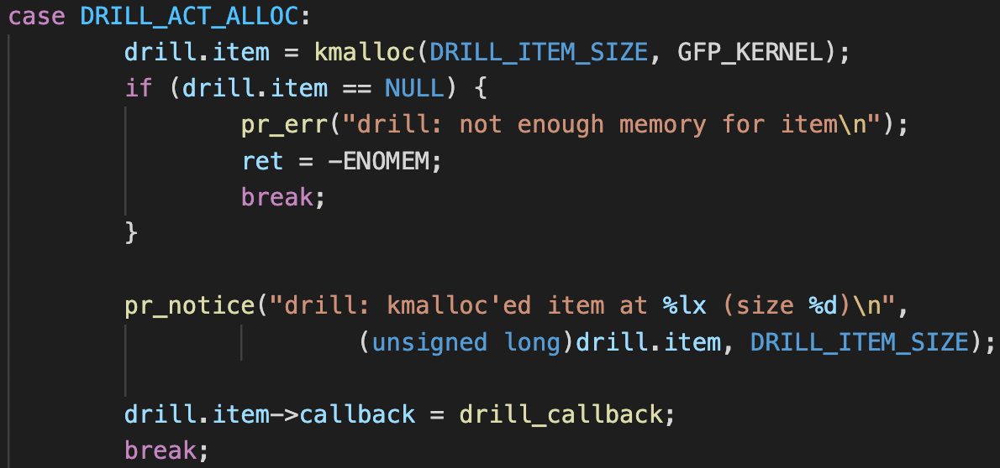 case DRILL_ACT_ALLOC:
drill.item = kmalloc(DRILL_ITEM_SIZE, GFP_KERNEL);
if (drill.item == NULL) {
pr_err("drill: not enough memory for item\n");
ret = -ENOMEM;
break;
}
pr_notice("drill: kmalloc'ed item at %lx (size %d)\n",
(unsigned long)drill.item, DRILL_ITEM_SIZE);
drill.item->callback = drill_callback;
break;